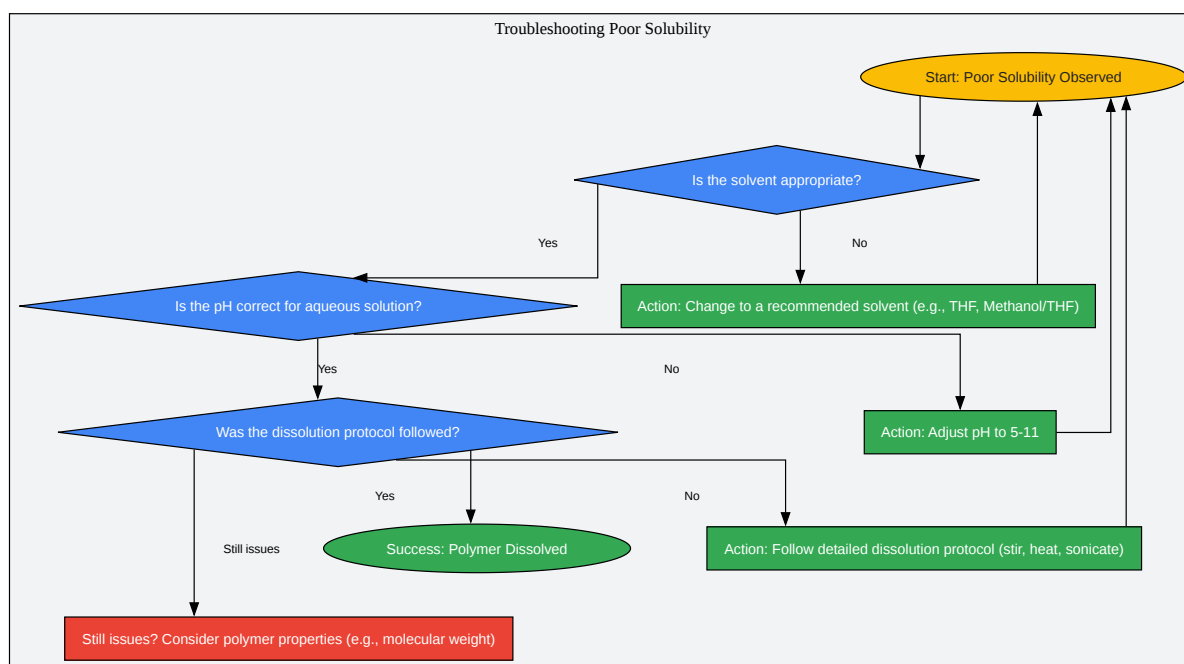 Troubleshooting Poor Solubility
Start: Poor Solubility Observed
Is the solvent appropriate?
Yes
No
Is the pH correct for aqueous solution?
Action: Change to a recommended solvent (e.g., THF, Methanol/THF)
Yes
No
Was the dissolution protocol followed?
Action: Adjust pH to 5-11
Yes
No
Still issues
Success: Polymer Dissolved
Action: Follow detailed dissolution protocol (stir, heat, sonicate)
Still issues? Consider polymer properties (e.g., molecular weight)